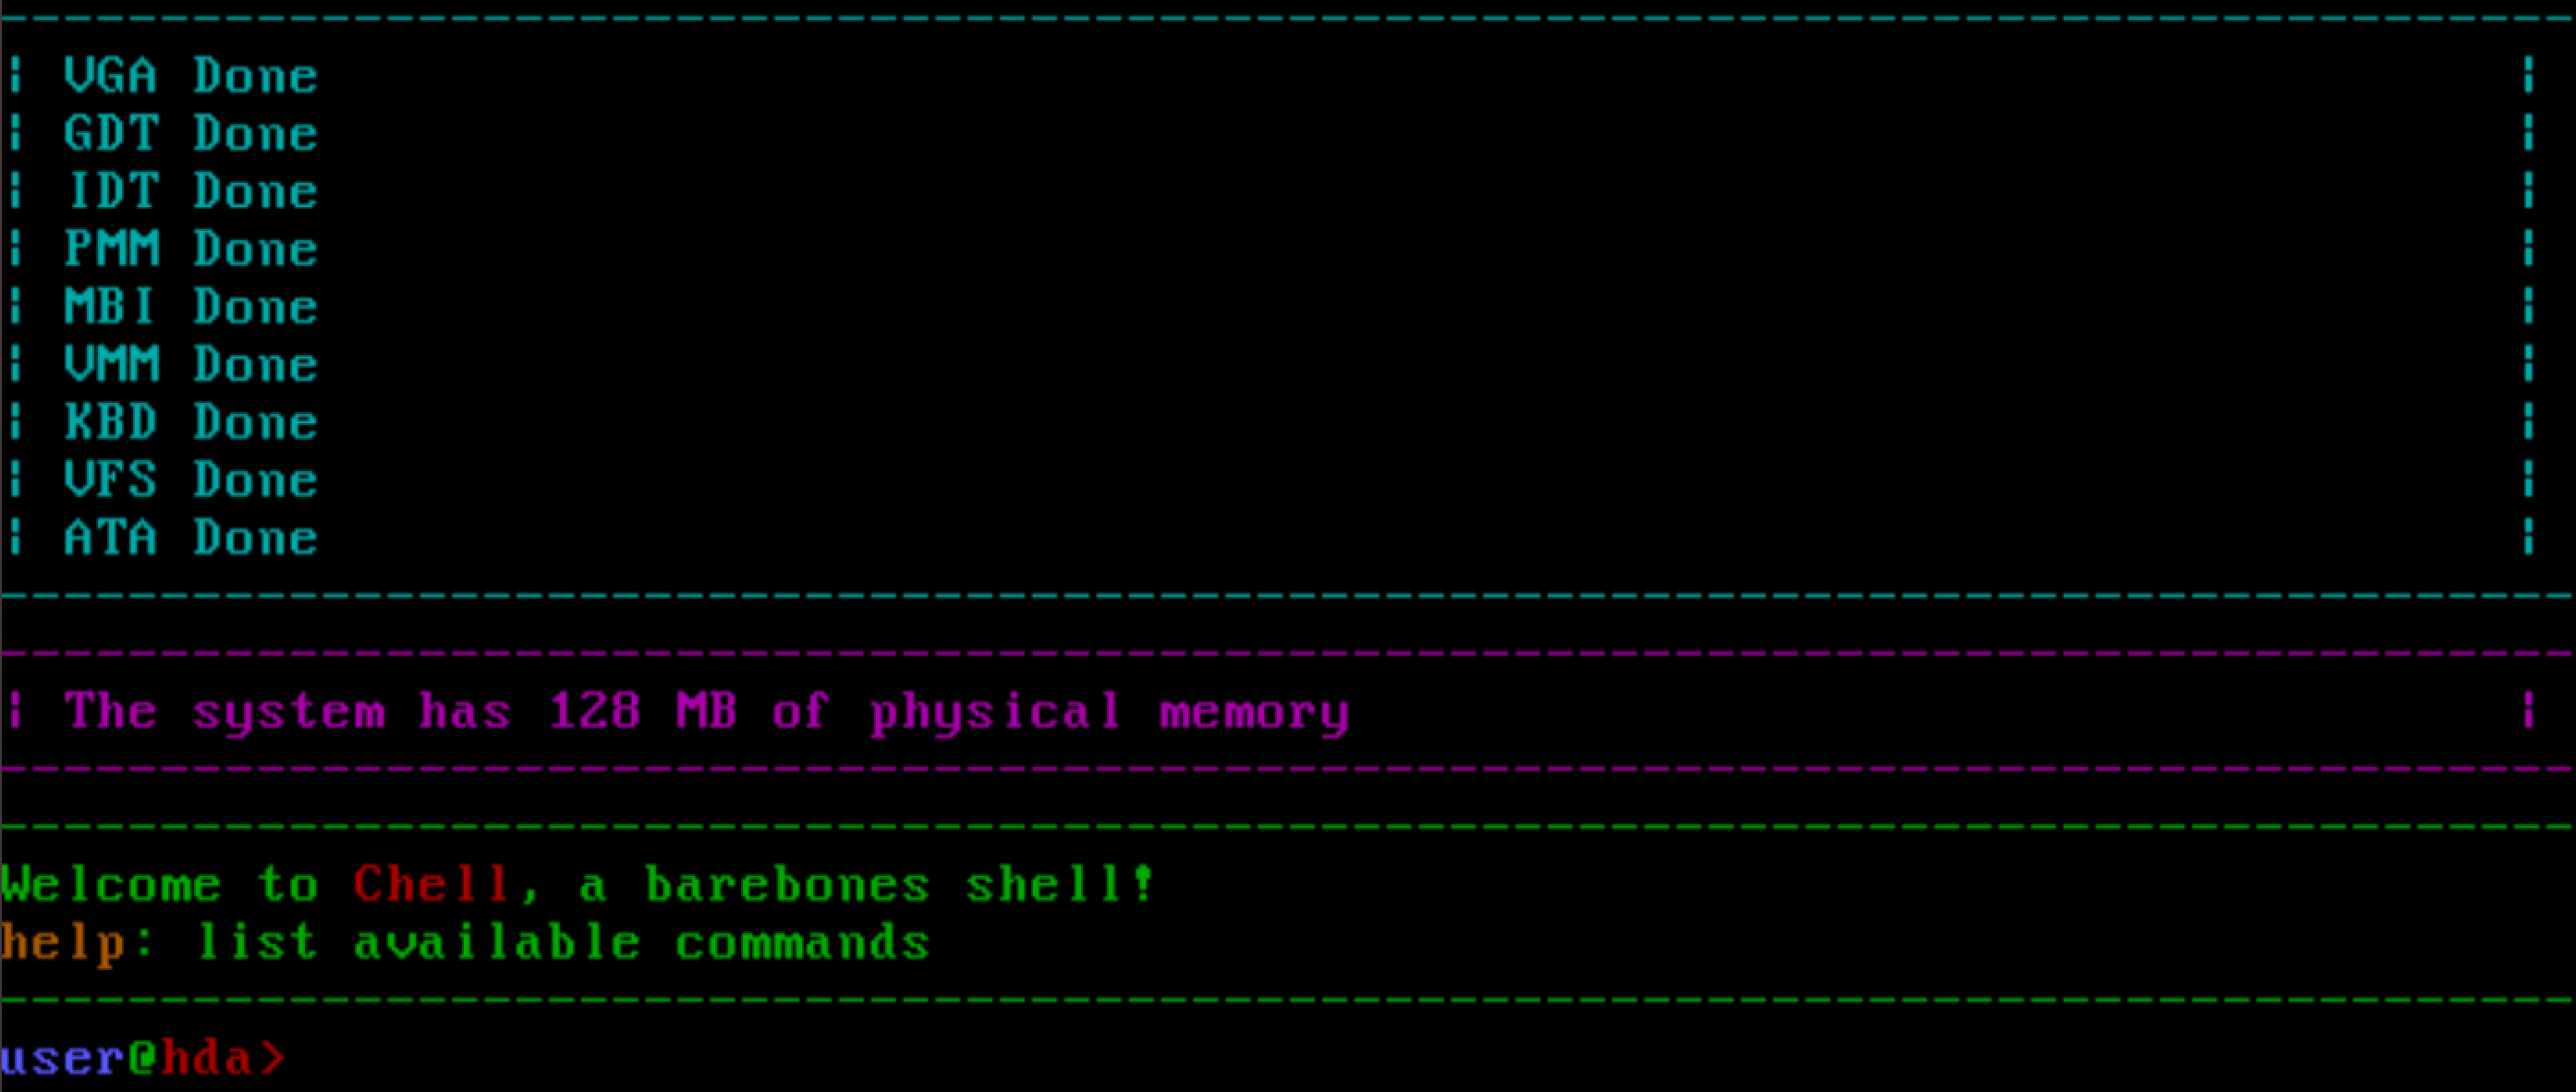 --------------------------------------------------------------------------------
| VGA Done |
| GDT Done |
| IDT Done |
| PMM Done |
| MBI Done |
| VMM Done |
| KBD Done |
| VFS Done |
| ATA Done |
--------------------------------------------------------------------------------
--------------------------------------------------------------------------------
| The system has 128 MB of physical memory |
--------------------------------------------------------------------------------
--------------------------------------------------------------------------------
Welcome to Chell, a barebones shell!
help: list available commands
--------------------------------------------------------------------------------
user@hda>